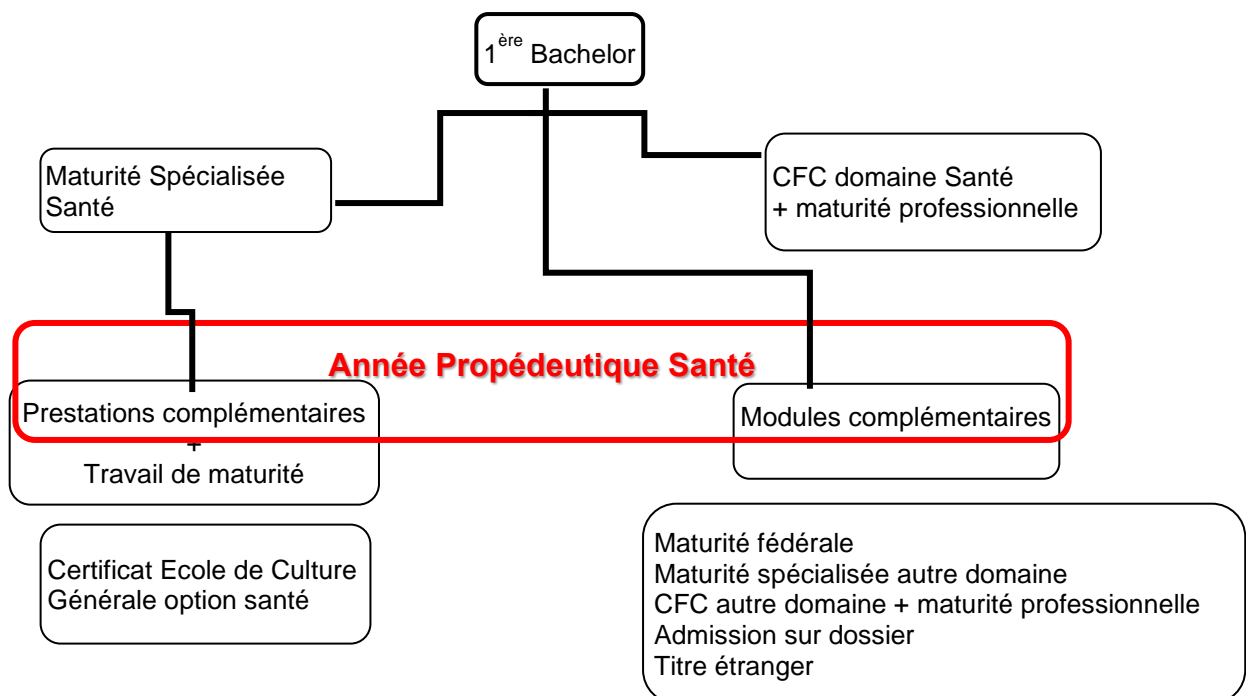 1ère Bachelor
Maturité Spécialisée
Santé
CFC domaine Santé
+ maturité professionnelle
Année Propédeutique Santé
Prestations complémentaires
+
Travail de maturité
Modules complémentaires
Certificat Ecole de Culture
Générale option santé
Maturité fédérale
Maturité spécialisée autre domaine
CFC autre domaine + maturité professionnelle
Admission sur dossier
Titre étranger